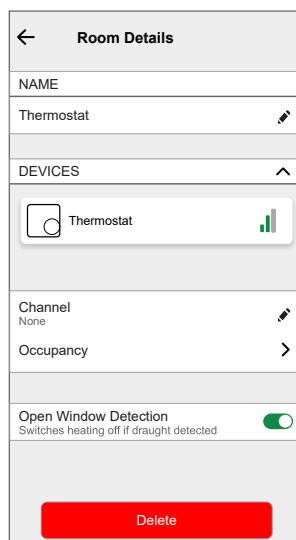 Room Details
NAME
Thermostat
DEVICES
Thermostat
Channel
None
Occupancy
Open Window Detection
Switches heating off if draught detected
Delete